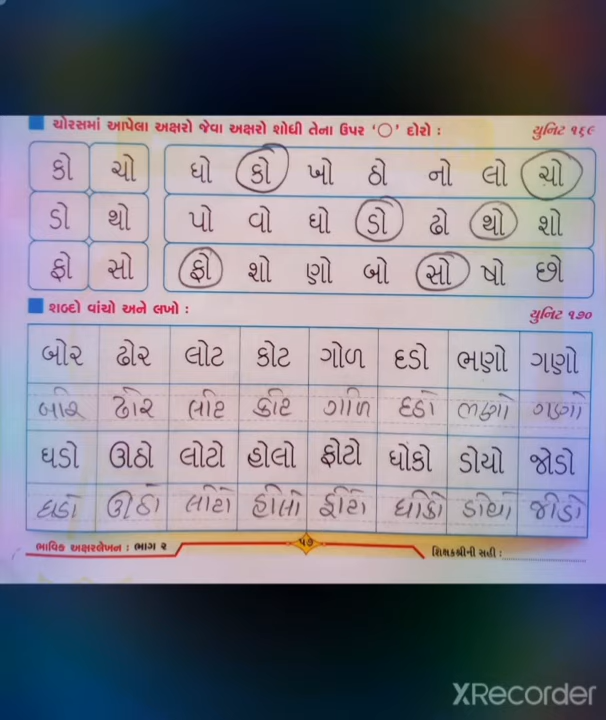 ચોરસમાં આપેલા અક્ષરો જેવા અક્ષરો શોધી તેના ઉપર '○' દોરો : યુનિટ ૧૬૯
કો ચો ધો કો ખો ઠો નો લો ચો
ડો થો પો વો ઘો ડો ઢો થો શો
ફો સો ફો શો ણો બો સો ષો છો
શબ્દો વાંચો અને લખો : યુનિટ ૧૭૦
બોર ઢોર લોટ કોટ ગોળ દડો ભણો ગણો
બોર ઢોર લોટ કોટ ગોળ દડો ભણો ગણો
ઘડો ઊઠો લોટો હોલો ફોટો ધોકો ડોયો જોડો
ઘડો ઊઠો લોટો હોલો ફોટો ધોકો ડોયો જોડો
ભાવિક અક્ષરલેખન : ભાગ ૨ ૫૭ શિક્ષકશ્રીની સહી :
XRecorder